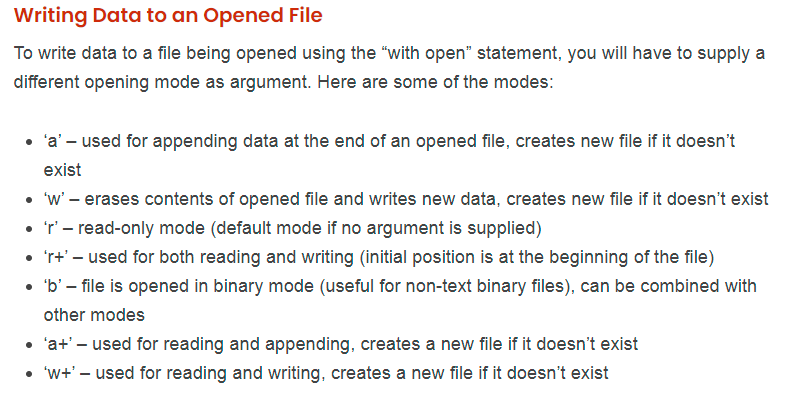 Writing Data to an Opened File
To write data to a file being opened using the “with open” statement, you will have to supply a
different opening mode as argument. Here are some of the modes:
• ‘a’ – used for appending data at the end of an opened file, creates new file if it doesn’t
exist
• ‘w’ – erases contents of opened file and writes new data, creates new file if it doesn’t exist
• ‘r’ – read-only mode (default mode if no argument is supplied)
• ‘r+’ – used for both reading and writing (initial position is at the beginning of the file)
• ‘b’ – file is opened in binary mode (useful for non-text binary files), can be combined with
other modes
• ‘a+’ – used for reading and appending, creates a new file if it doesn’t exist
• ‘w+’ – used for reading and writing, creates a new file if it doesn’t exist